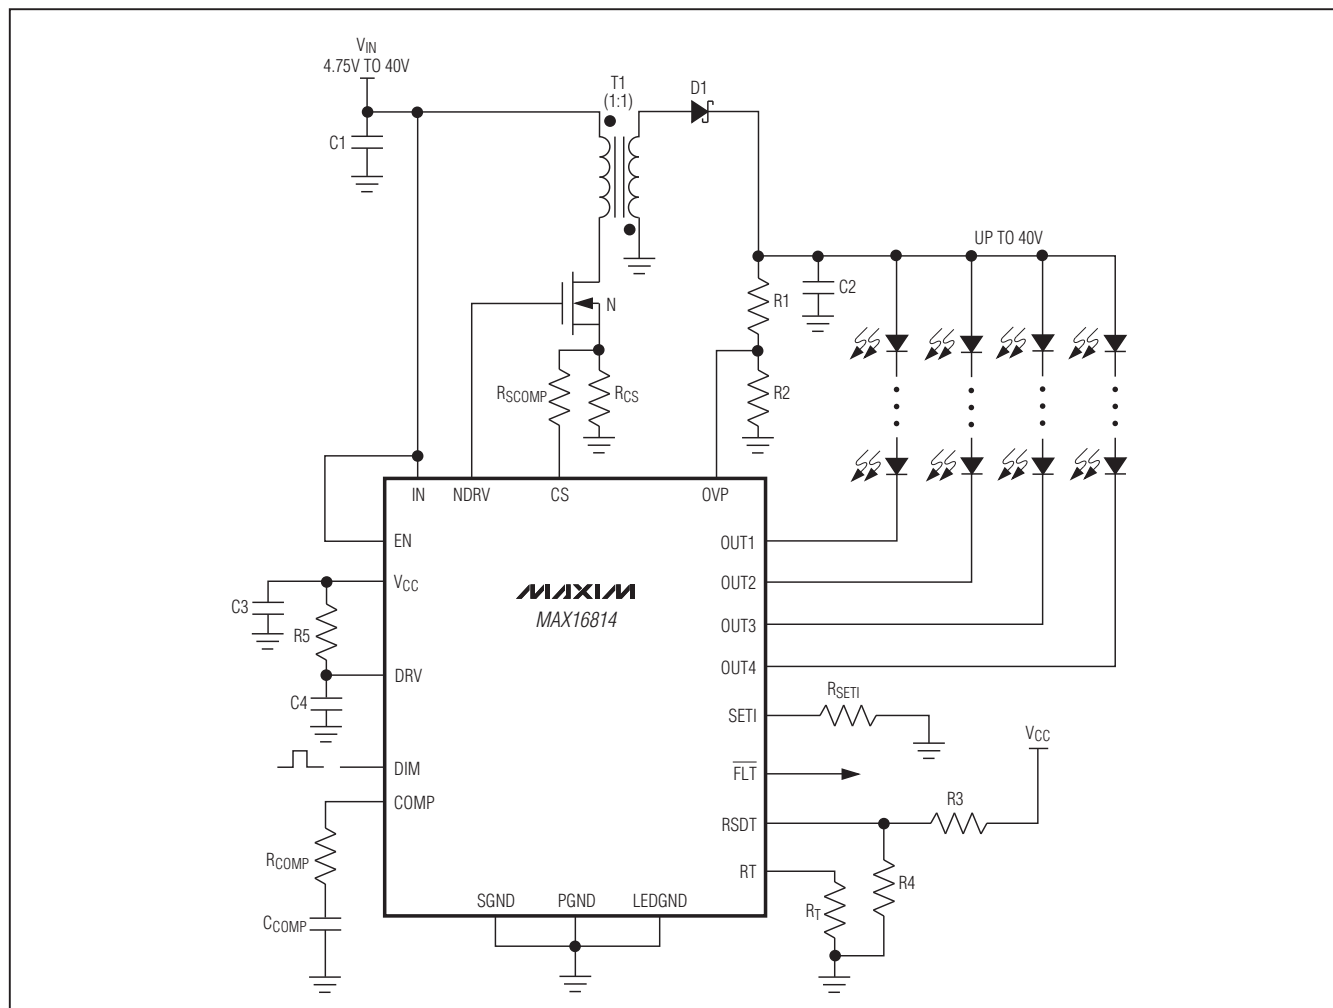 VIN
4.75V TO 40V
T1
(1:1)
D1
C1
UP TO 40V
C2
R1
N
RSCOMP
RCS
R2
IN
NDRV
CS
OVP
EN
OUT1
VCC
MAXIM
MAX16814
OUT2
C3
R5
OUT3
DRV
OUT4
C4
RSETI
SETI
VCC
DIM
FLT
COMP
R3
RSDT
RCOMP
RT
R4
SGND
PGND
LEDGND
RT
CCOMP